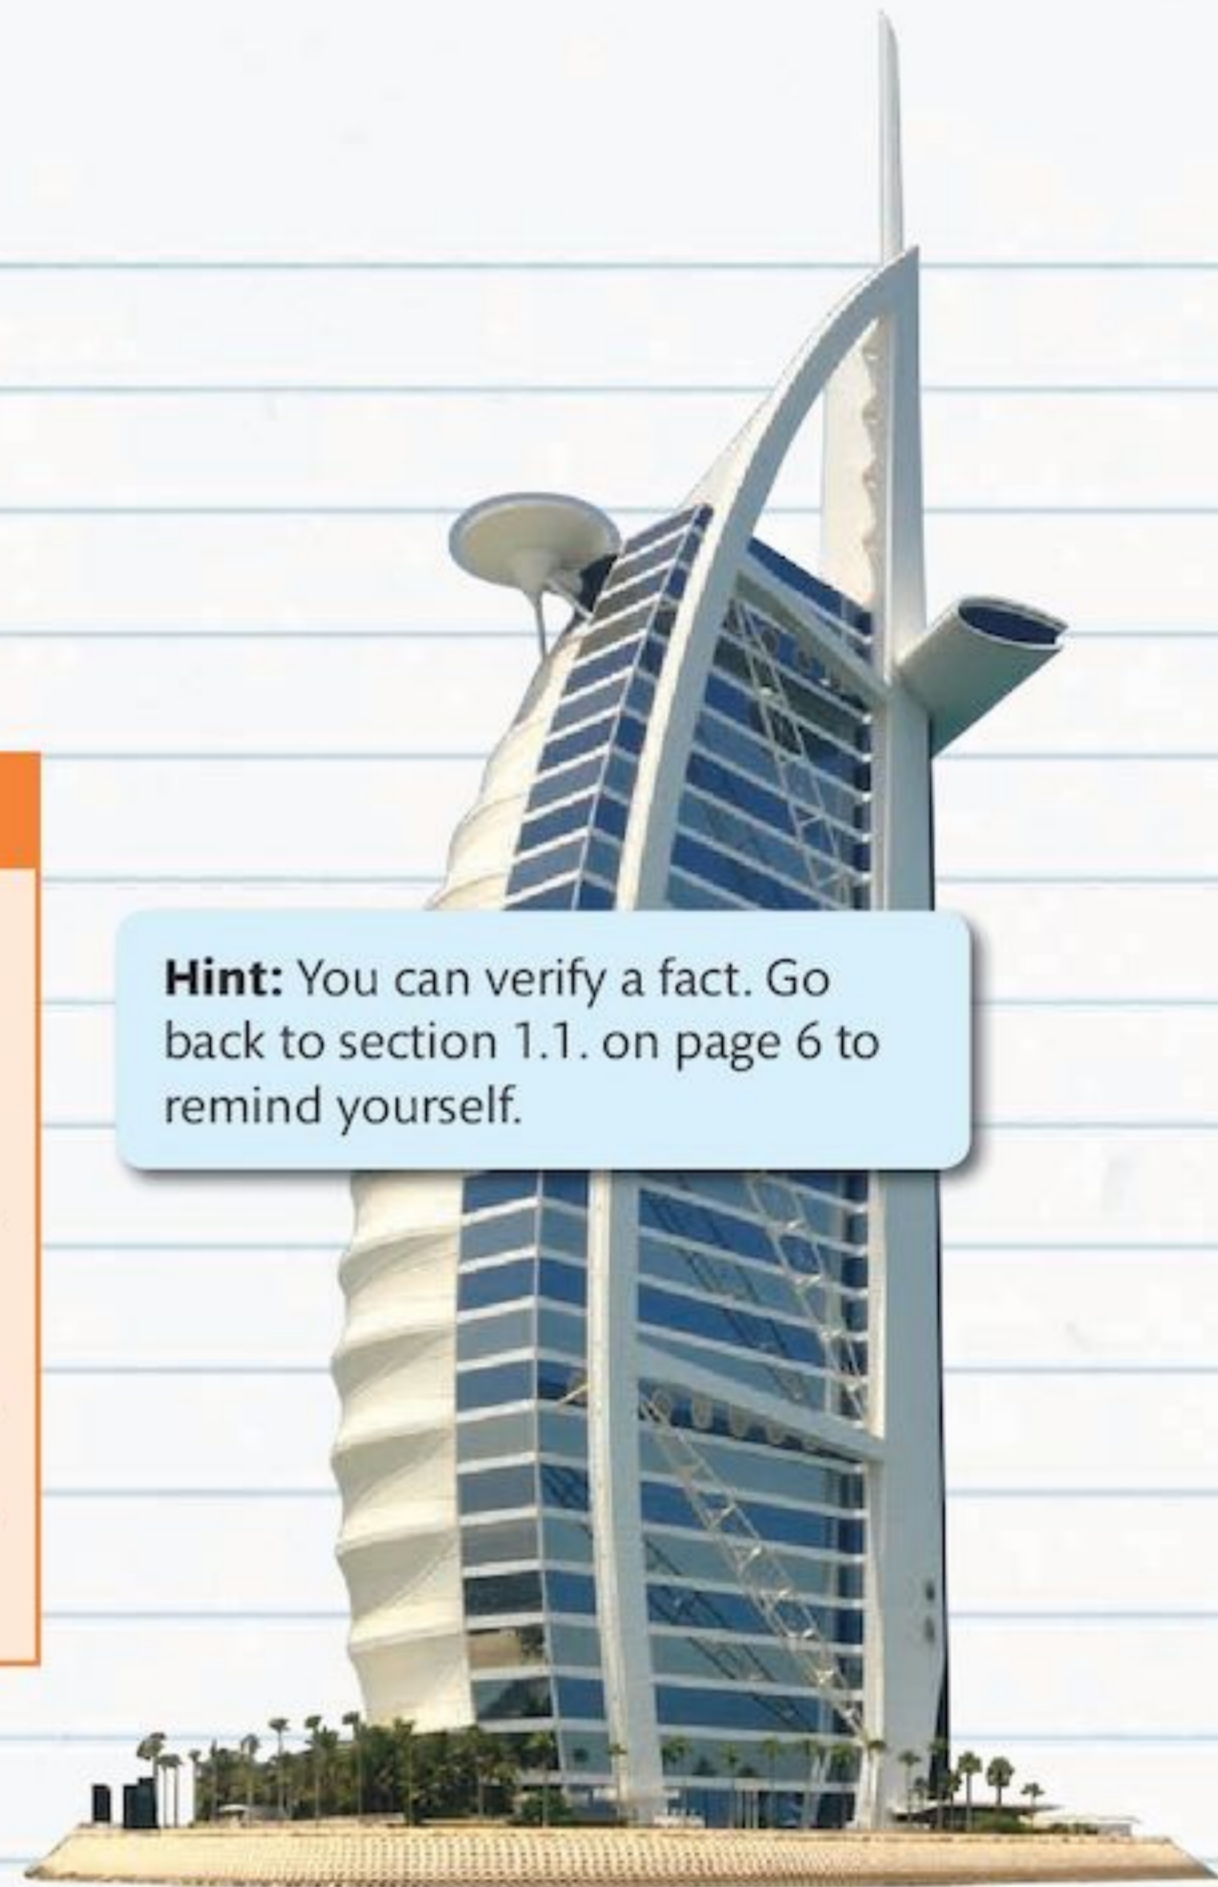 Hint: You can verify a fact. Go
back to section 1.1. on page 6 to
remind yourself.